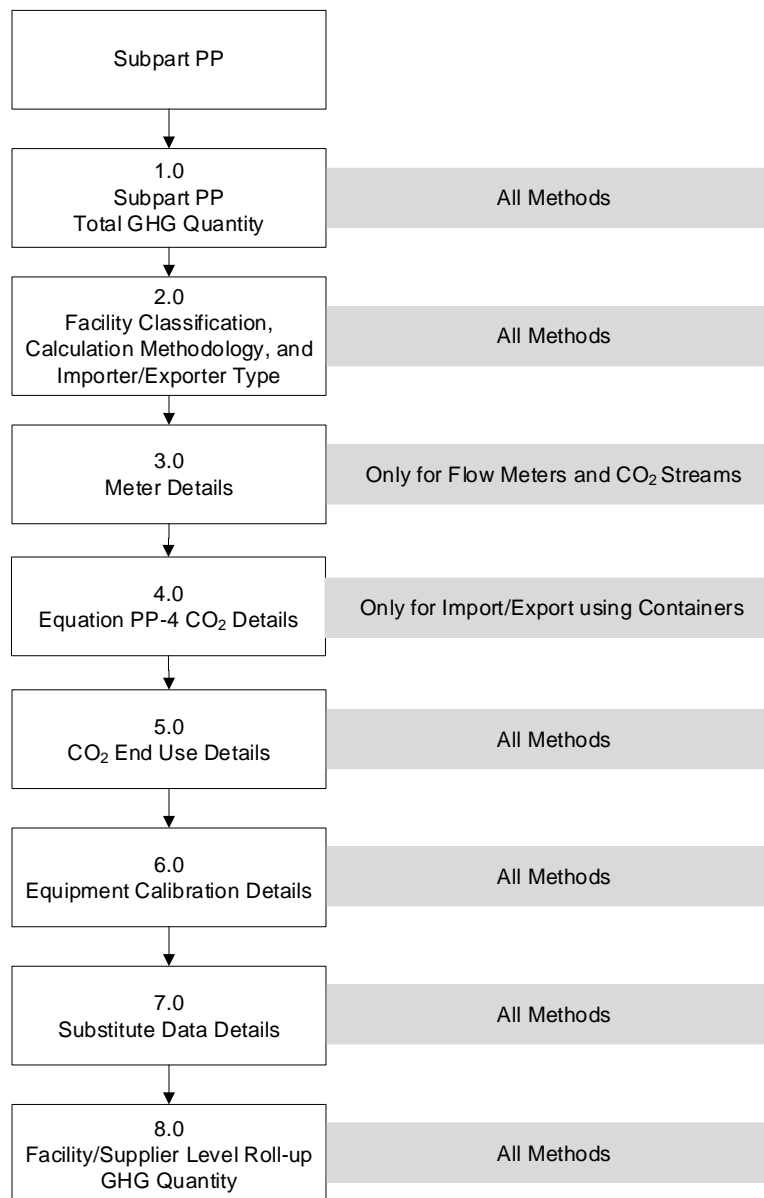 Subpart PP
1.0
Subpart PP
Total GHG Quantity
All Methods
2.0
Facility Classification,
Calculation Methodology, and
Importer/Exporter Type
All Methods
3.0
Meter Details
Only for Flow Meters and CO₂ Streams
4.0
Equation PP-4 CO₂ Details
Only for Import/Export using Containers
5.0
CO₂ End Use Details
All Methods
6.0
Equipment Calibration Details
All Methods
7.0
Substitute Data Details
All Methods
8.0
Facility/Supplier Level Roll-up
GHG Quantity
All Methods